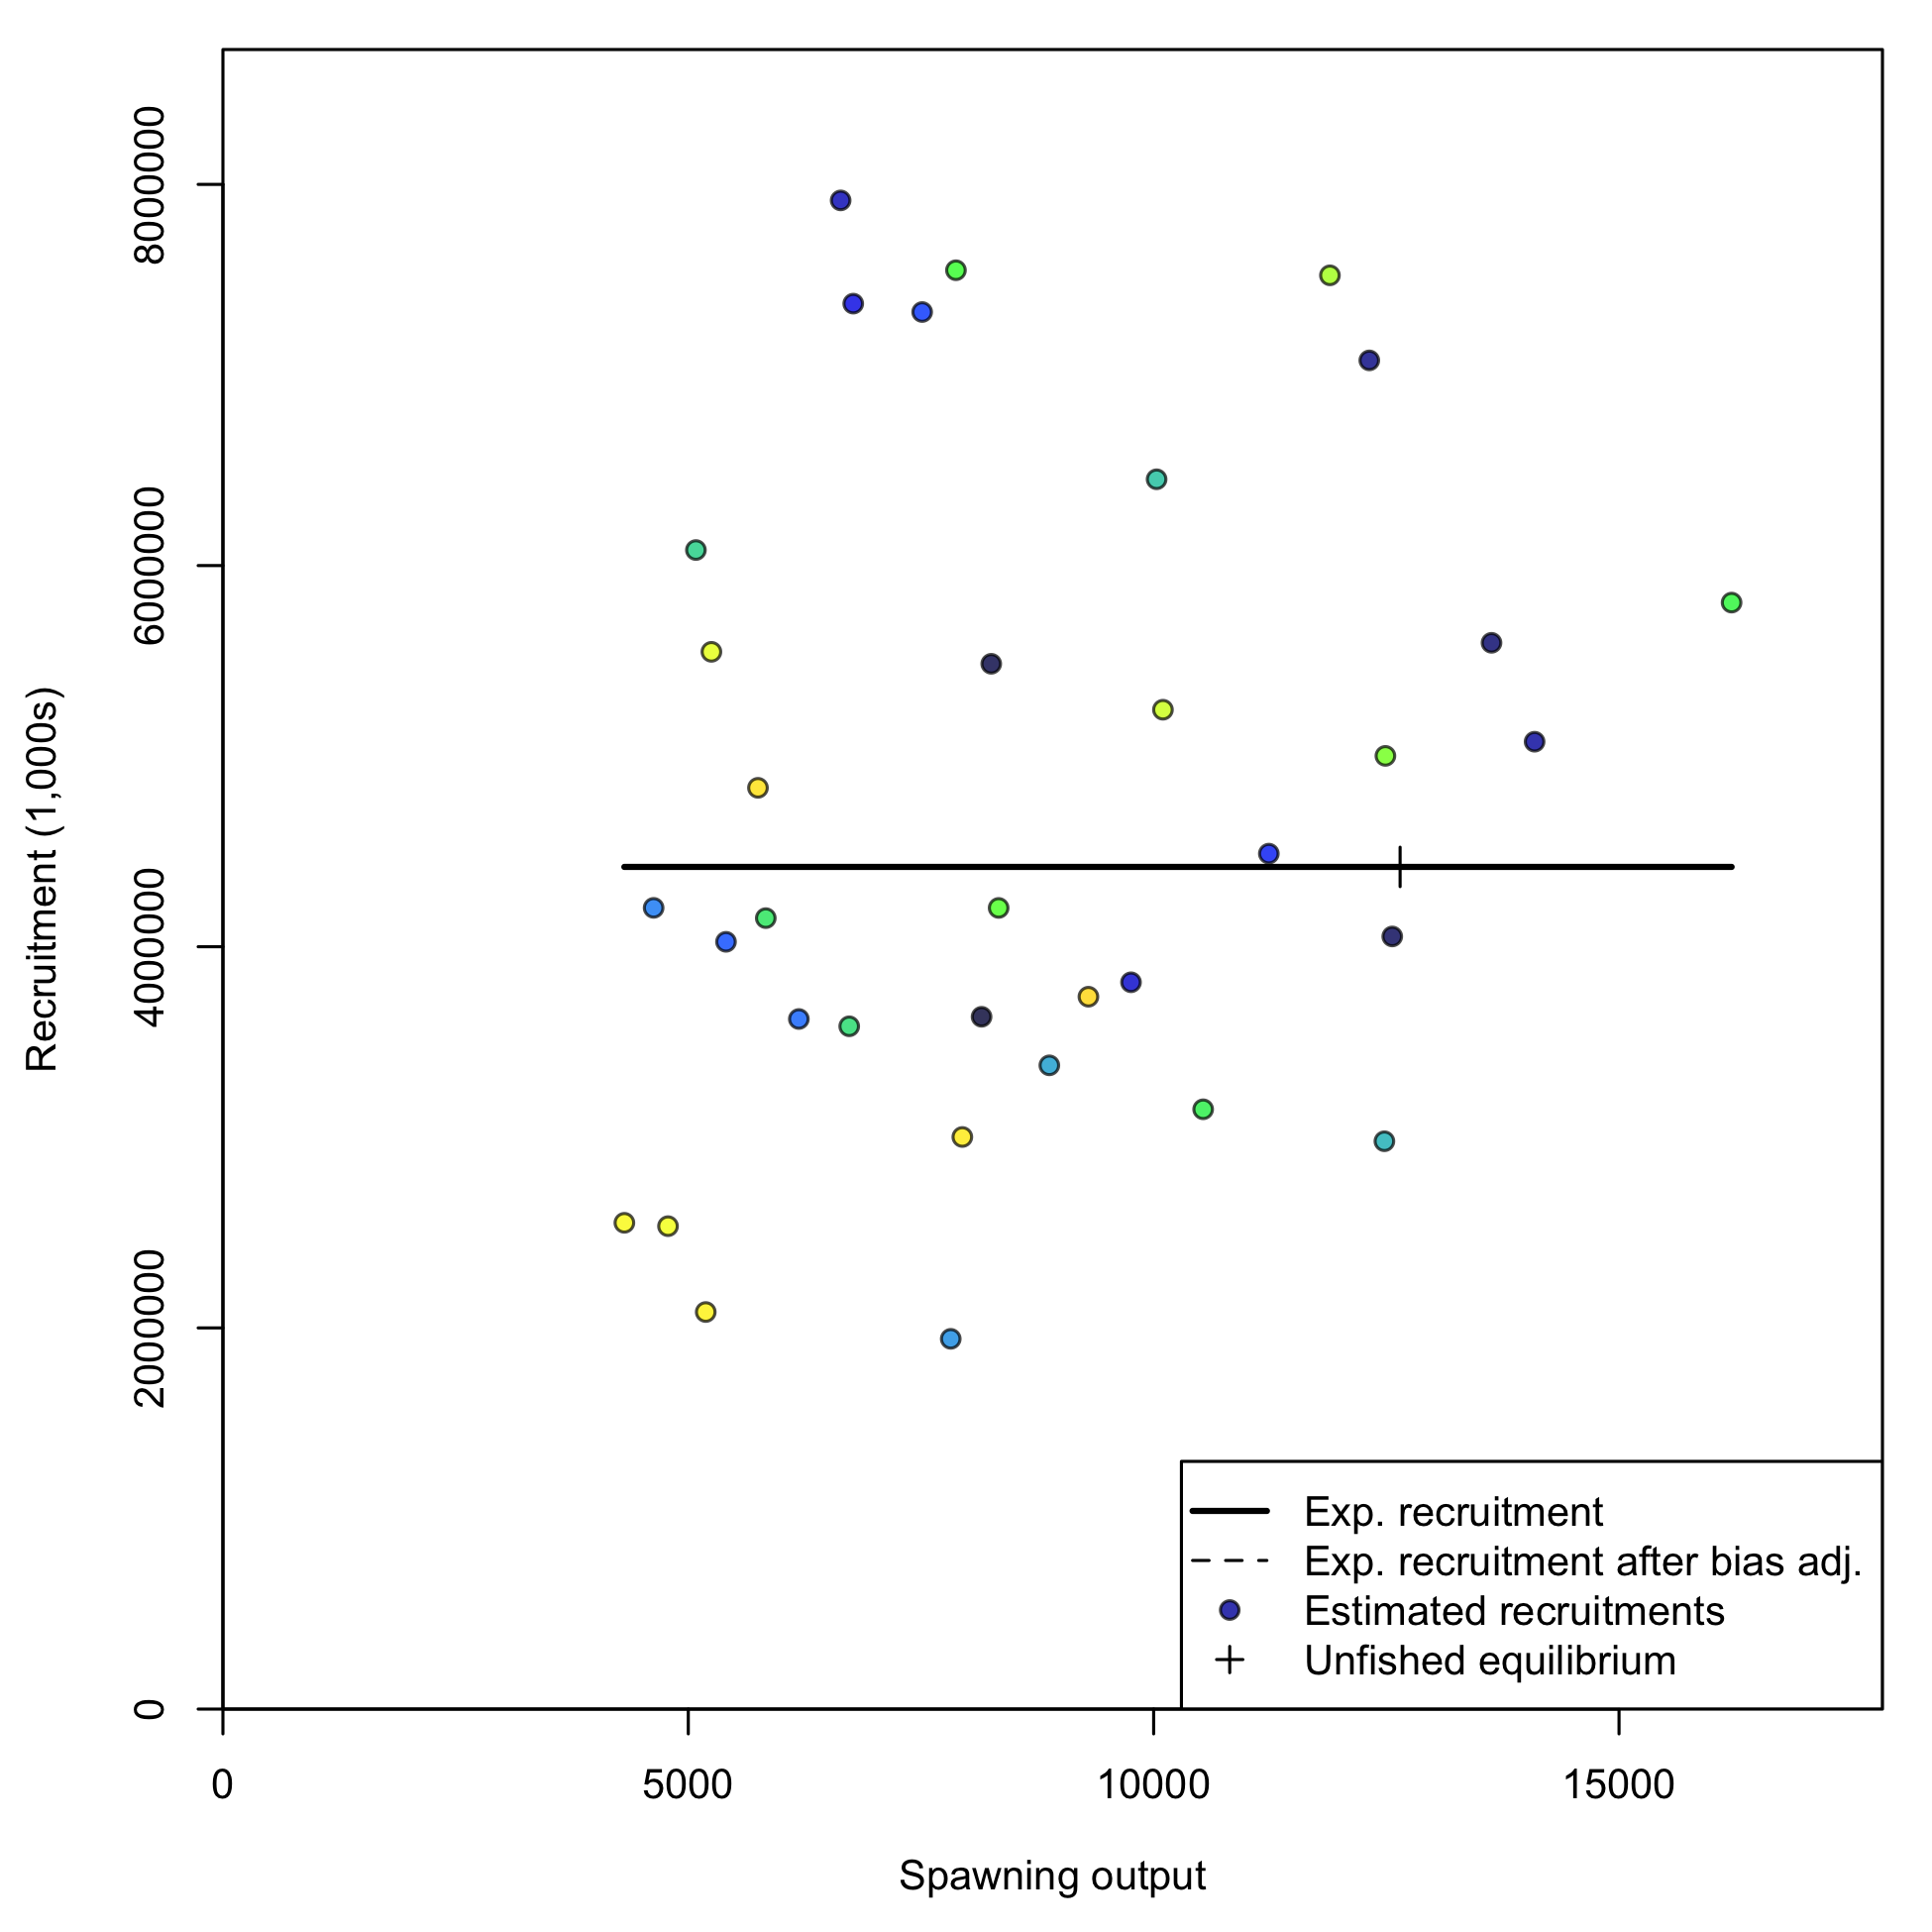 8000000
6000000
4000000
2000000
0
Recruitment (1,000s)
0
5000
10000
15000
Spawning output
Exp. recruitment
Exp. recruitment after bias adj.
Estimated recruitments
Unfished equilibrium